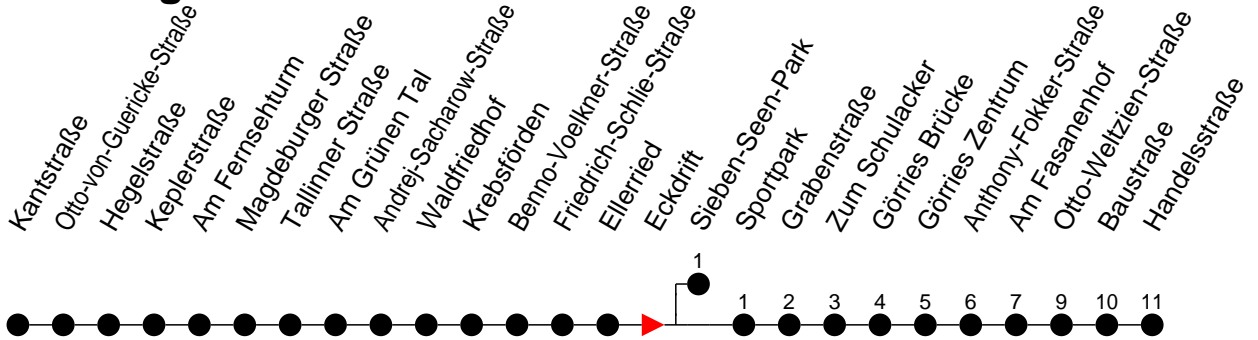 Kantstraße
Otto-von-Guericke-Straße
Hegelstraße
Keplerstraße
Am Fernsehturm
Magdeburger Straße
Tallinner Straße
Am Grünen Tal
Andrej-Sacharow-Straße
Waldfriedhof
Krebsförden
Benno-Voelkner-Straße
Friedrich-Schlie-Straße
Ellerried
Eckdrift
Sieben-Seen-Park
Sportpark
Grabenstraße
Zum Schulacker
Görries Brücke
Görries Zentrum
Anthony-Fokker-Straße
Am Fasanenhof
Otto-Weltzien-Straße
Baustraße
Handelsstraße
1
1 2 3 4 5 6 7 9 10 11